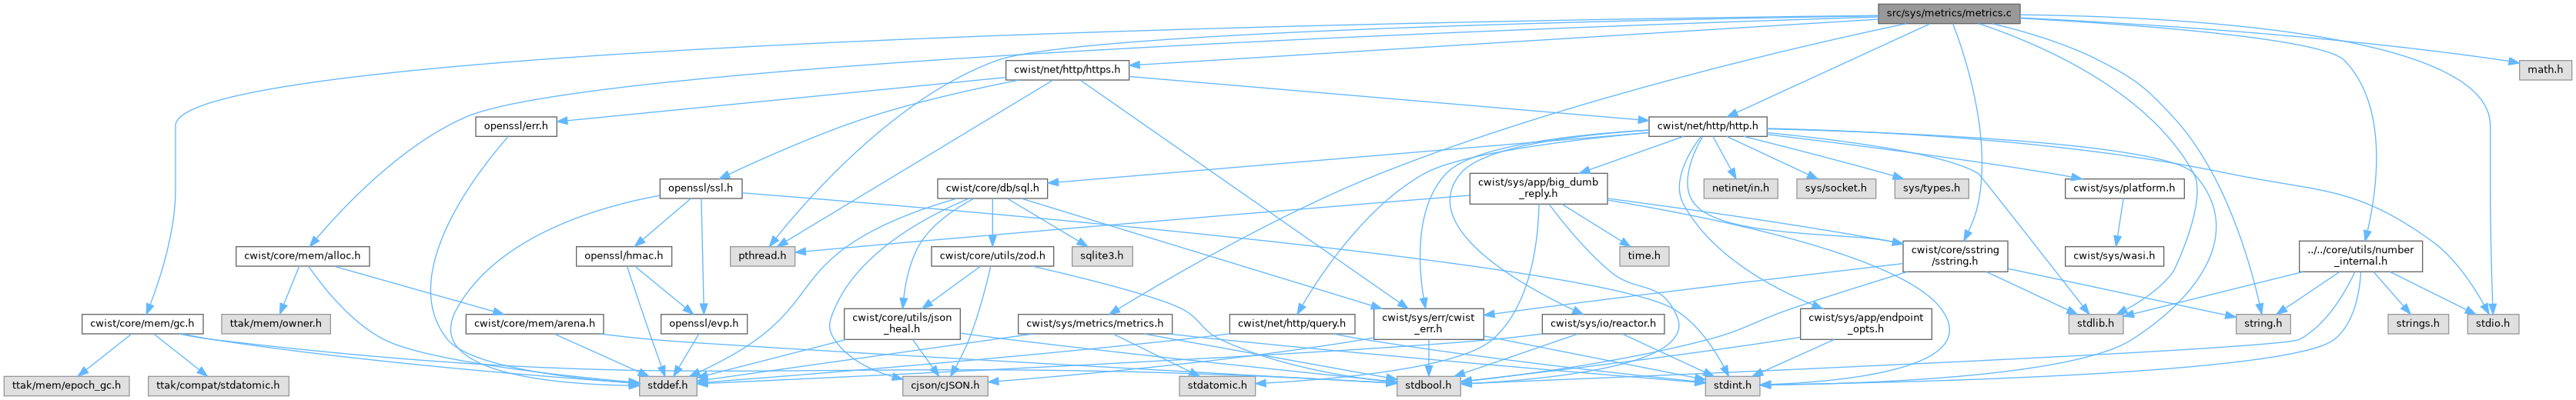 src/sys/metrics/metrics.c
cwist/net/http/https.h
math.h
openssl/err.h
cwist/net/http/http.h
openssl/ssl.h
cwist/core/db/sql.h
cwist/sys/app/big_dumb
_reply.h
netinet/in.h
sys/socket.h
sys/types.h
cwist/sys/platform.h
cwist/core/mem/alloc.h
openssl/hmac.h
pthread.h
cwist/core/utils/zod.h
sqlite3.h
time.h
cwist/core/sstring
/sstring.h
cwist/sys/wasi.h
../../core/utils/number
_internal.h
cwist/core/mem/gc.h
ttak/mem/owner.h
cwist/core/mem/arena.h
openssl/evp.h
cwist/core/utils/json
_heal.h
cwist/sys/metrics/metrics.h
cwist/net/http/query.h
cwist/sys/err/cwist
_err.h
cwist/sys/io/reactor.h
cwist/sys/app/endpoint
_opts.h
stdlib.h
string.h
strings.h
stdio.h
ttak/mem/epoch_gc.h
ttak/compat/stdatomic.h
stddef.h
cjson/cJSON.h
stdatomic.h
stdbool.h
stdint.h